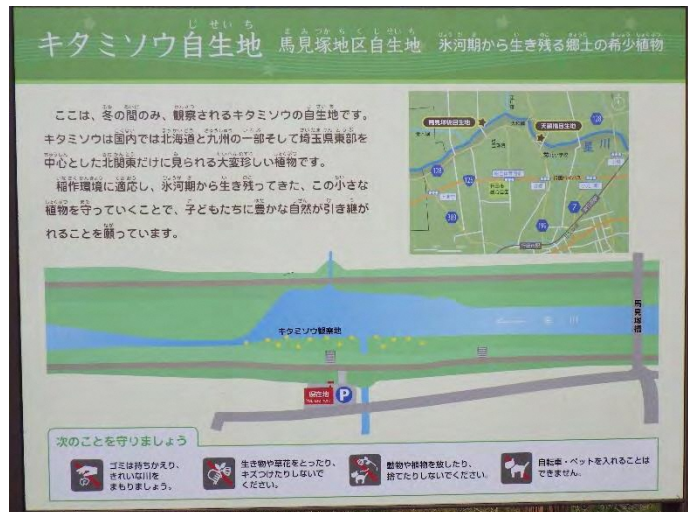 キタミソウ自生地 馬見塚地区自生地 氷河期から生き残る郷土の希少植物
ここは、冬の間のみ、観察されるキタミソウの自生地です。
キタミソウは国内では北海道と九州の一部そして埼玉県東部を
中心とした北関東だけに見られる大変珍しい植物です。
稲作環境に適応し、氷河期から生き残ってきた、この小さな
植物を守っていくことで、子どもたちに豊かな自然が引き継が
れることを願っています。
馬見塚橋自生地
星川
128
125
7
キタミソウ観察地
星川
馬見塚橋
現在地
P
次のことを守りましょう
ゴミは持ちかえり、
きれいな川を
まもりましょう。
生き物や草花をとったり、
キズつけたりしないで
ください。
動物や植物を放したり、
捨てたりしないでください。
自転車・ペットを入れることは
できません。